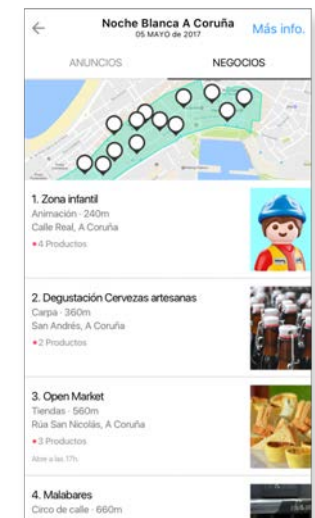 Noche Blanca A Coruña
05 MAYO de 2017
Más info.
ANUNCIOS
NEGOCIOS
1. Zona infantil
Animación · 240m
Calle Real, A Coruña
4 Productos
2. Degustación Cervezas artesanas
Carpa · 360m
San Andrés, A Coruña
2 Productos
3. Open Market
Tiendas · 560m
Rúa San Nicolás, A Coruña
3 Productos
Abre a las 17h.
4. Malabares
Circo de calle · 660m